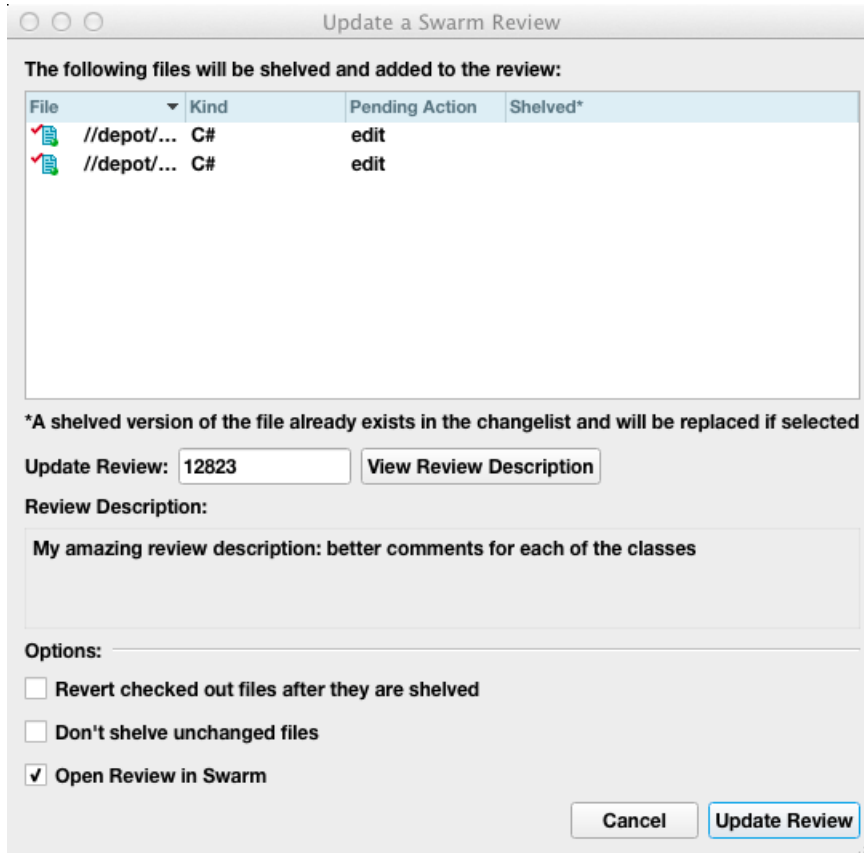 Update a Swarm Review
The following files will be shelved and added to the review:
File Kind Pending Action Shelved*
//depot/... C# edit
//depot/... C# edit
*A shelved version of the file already exists in the changelist and will be replaced if selected
Update Review: 12823 View Review Description
Review Description:
My amazing review description: better comments for each of the classes
Options:
Revert checked out files after they are shelved
Don't shelve unchanged files
Open Review in Swarm
Cancel Update Review